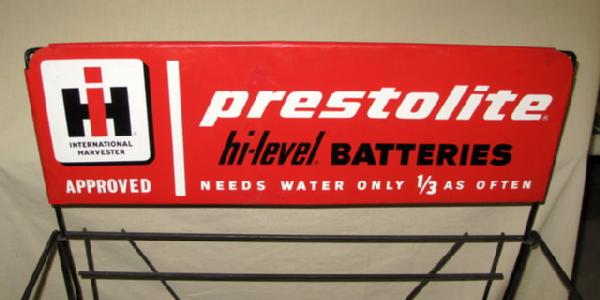 IH
INTERNATIONAL
HARVESTER
APPROVED
prestolite
hi-level BATTERIES
NEEDS WATER ONLY 1/3 AS OFTEN